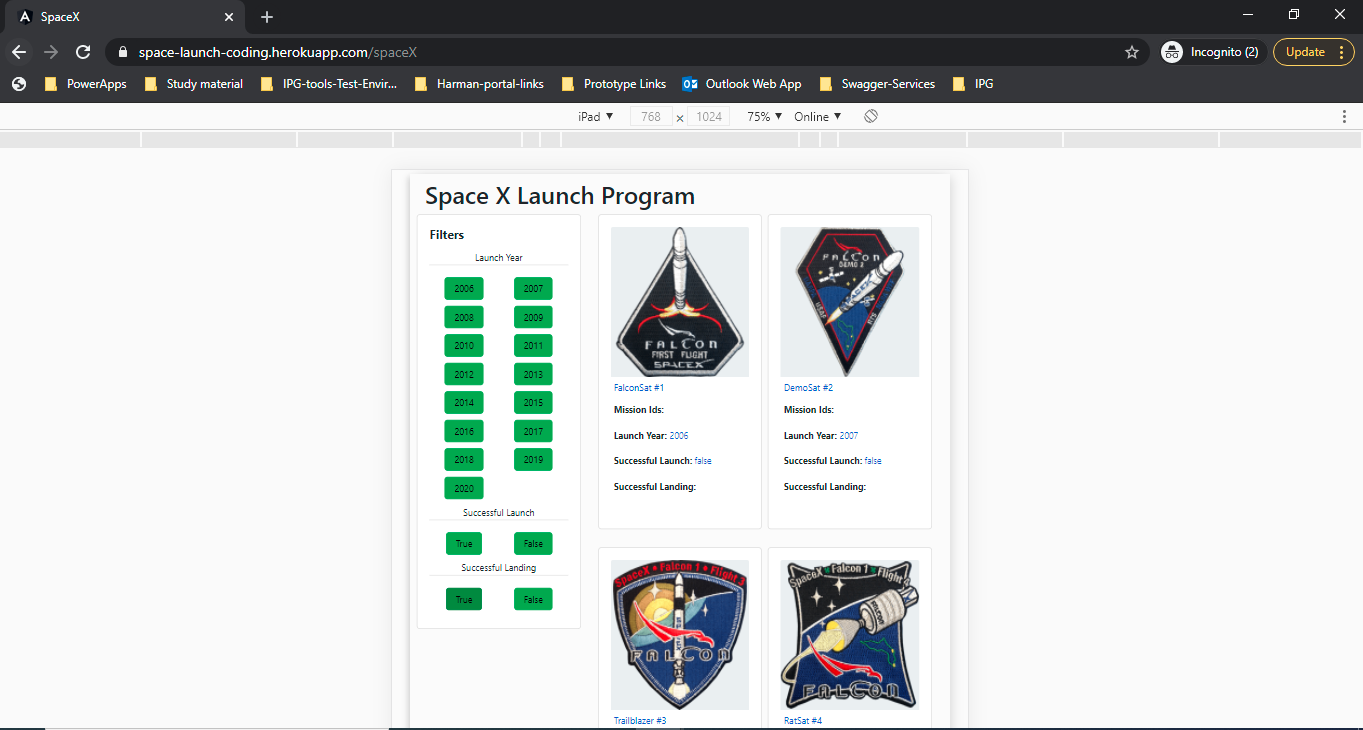 SpaceX
space-launch-coding.herokuapp.com/spaceX
Incognito (2)
Update
PowerApps
Study material
IPG-tools-Test-Envir...
Harman-portal-links
Prototype Links
Outlook Web App
Swagger-Services
IPG
iPad ▼ 768 x 1024 75% ▼ Online ▼
Space X Launch Program
Filters
Launch Year
2006 2007
2008 2009
2010 2011
2012 2013
2014 2015
2016 2017
2018 2019
2020
Successful Launch
True False
Successful Landing
True False
FALCON
FIRST FLIGHT
SPACEX
FalconSat #1
Mission Ids:
Launch Year: 2006
Successful Launch: false
Successful Landing:
FALCON
DEMO 2
SPACEX
DemoSat #2
Mission Ids:
Launch Year: 2007
Successful Launch: false
Successful Landing:
SpaceX • Falcon 1 • Flight 3
FALCON
Trailblazer #3
SpaceX Falcon 1 Flight 4
FALCON
FALCON
RatSat #4